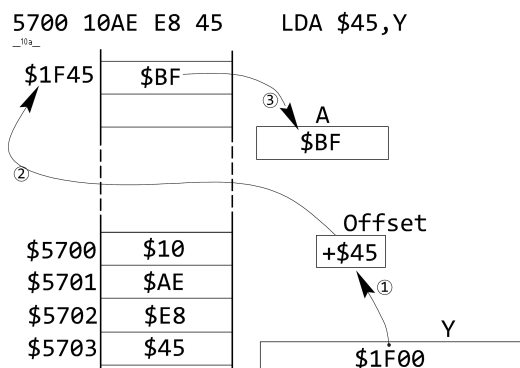 5700 10AE E8 45 LDA $45,Y
10a
$1F45 $BF
③
A
$BF
②
Offset
$5700 $10 +$45
$5701 $AE
①
$5702 $E8
Y
$5703 $45
$1F00